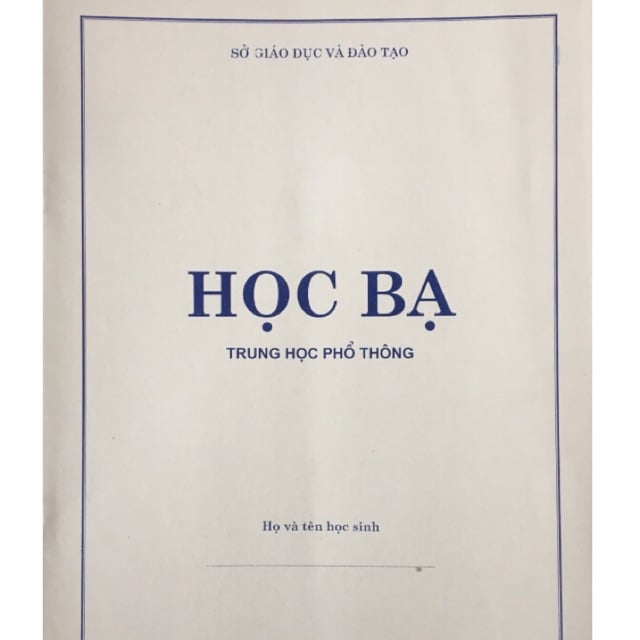 SỞ GIÁO DỤC VÀ ĐÀO TẠO
HỌC BẠ
TRUNG HỌC PHỔ THÔNG
Họ và tên học sinh